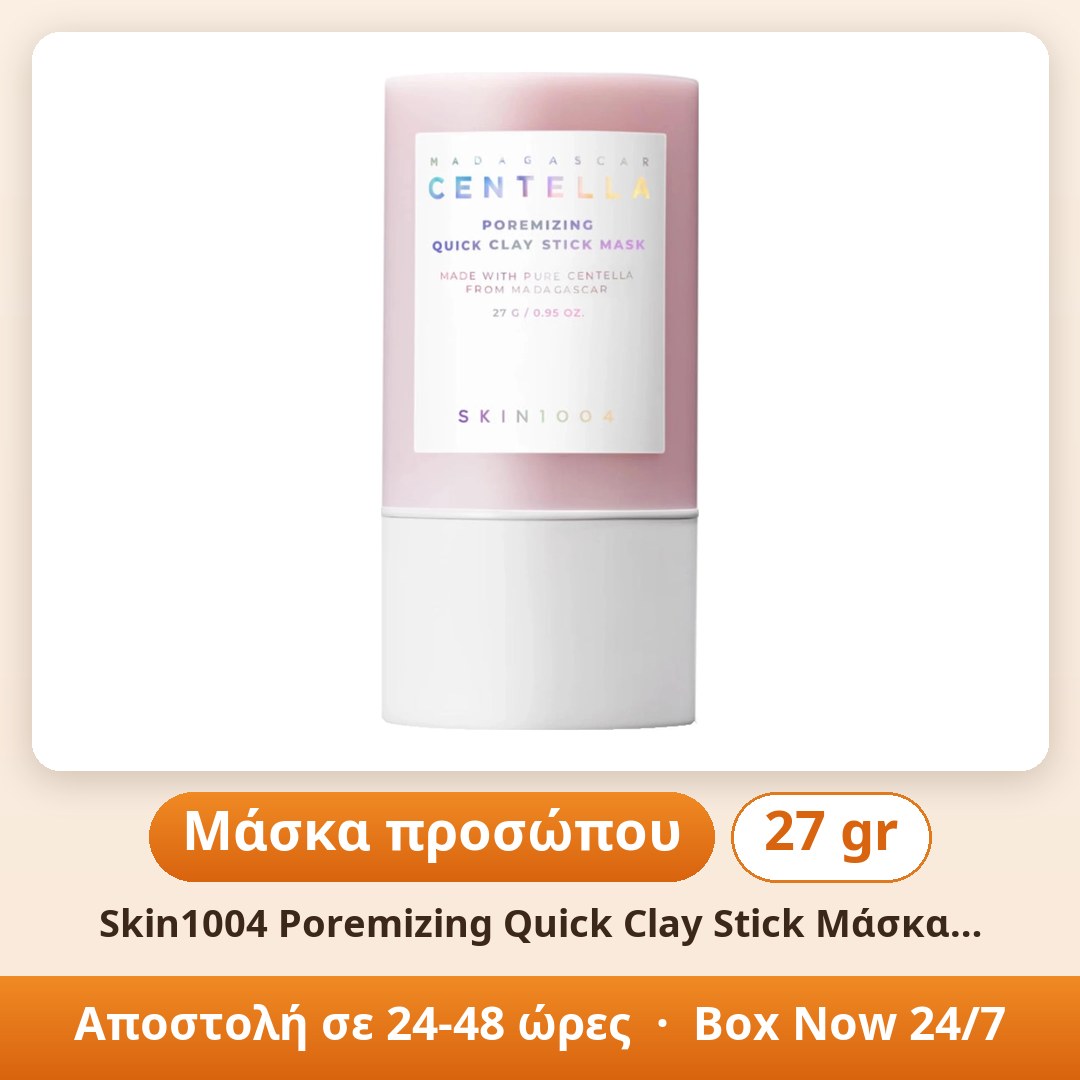 MADAGASCAR
CENTELLA
POREMIZING
QUICK CLAY STICK MASK
MADE WITH PURE CENTELLA
FROM MADAGASCAR
27 G / 0.95 OZ.
SKIN1004
Μάσκα προσώπου
27 gr
Skin1004 Poremizing Quick Clay Stick Μάσκα...
Αποστολή σε 24-48 ώρες · Box Now 24/7